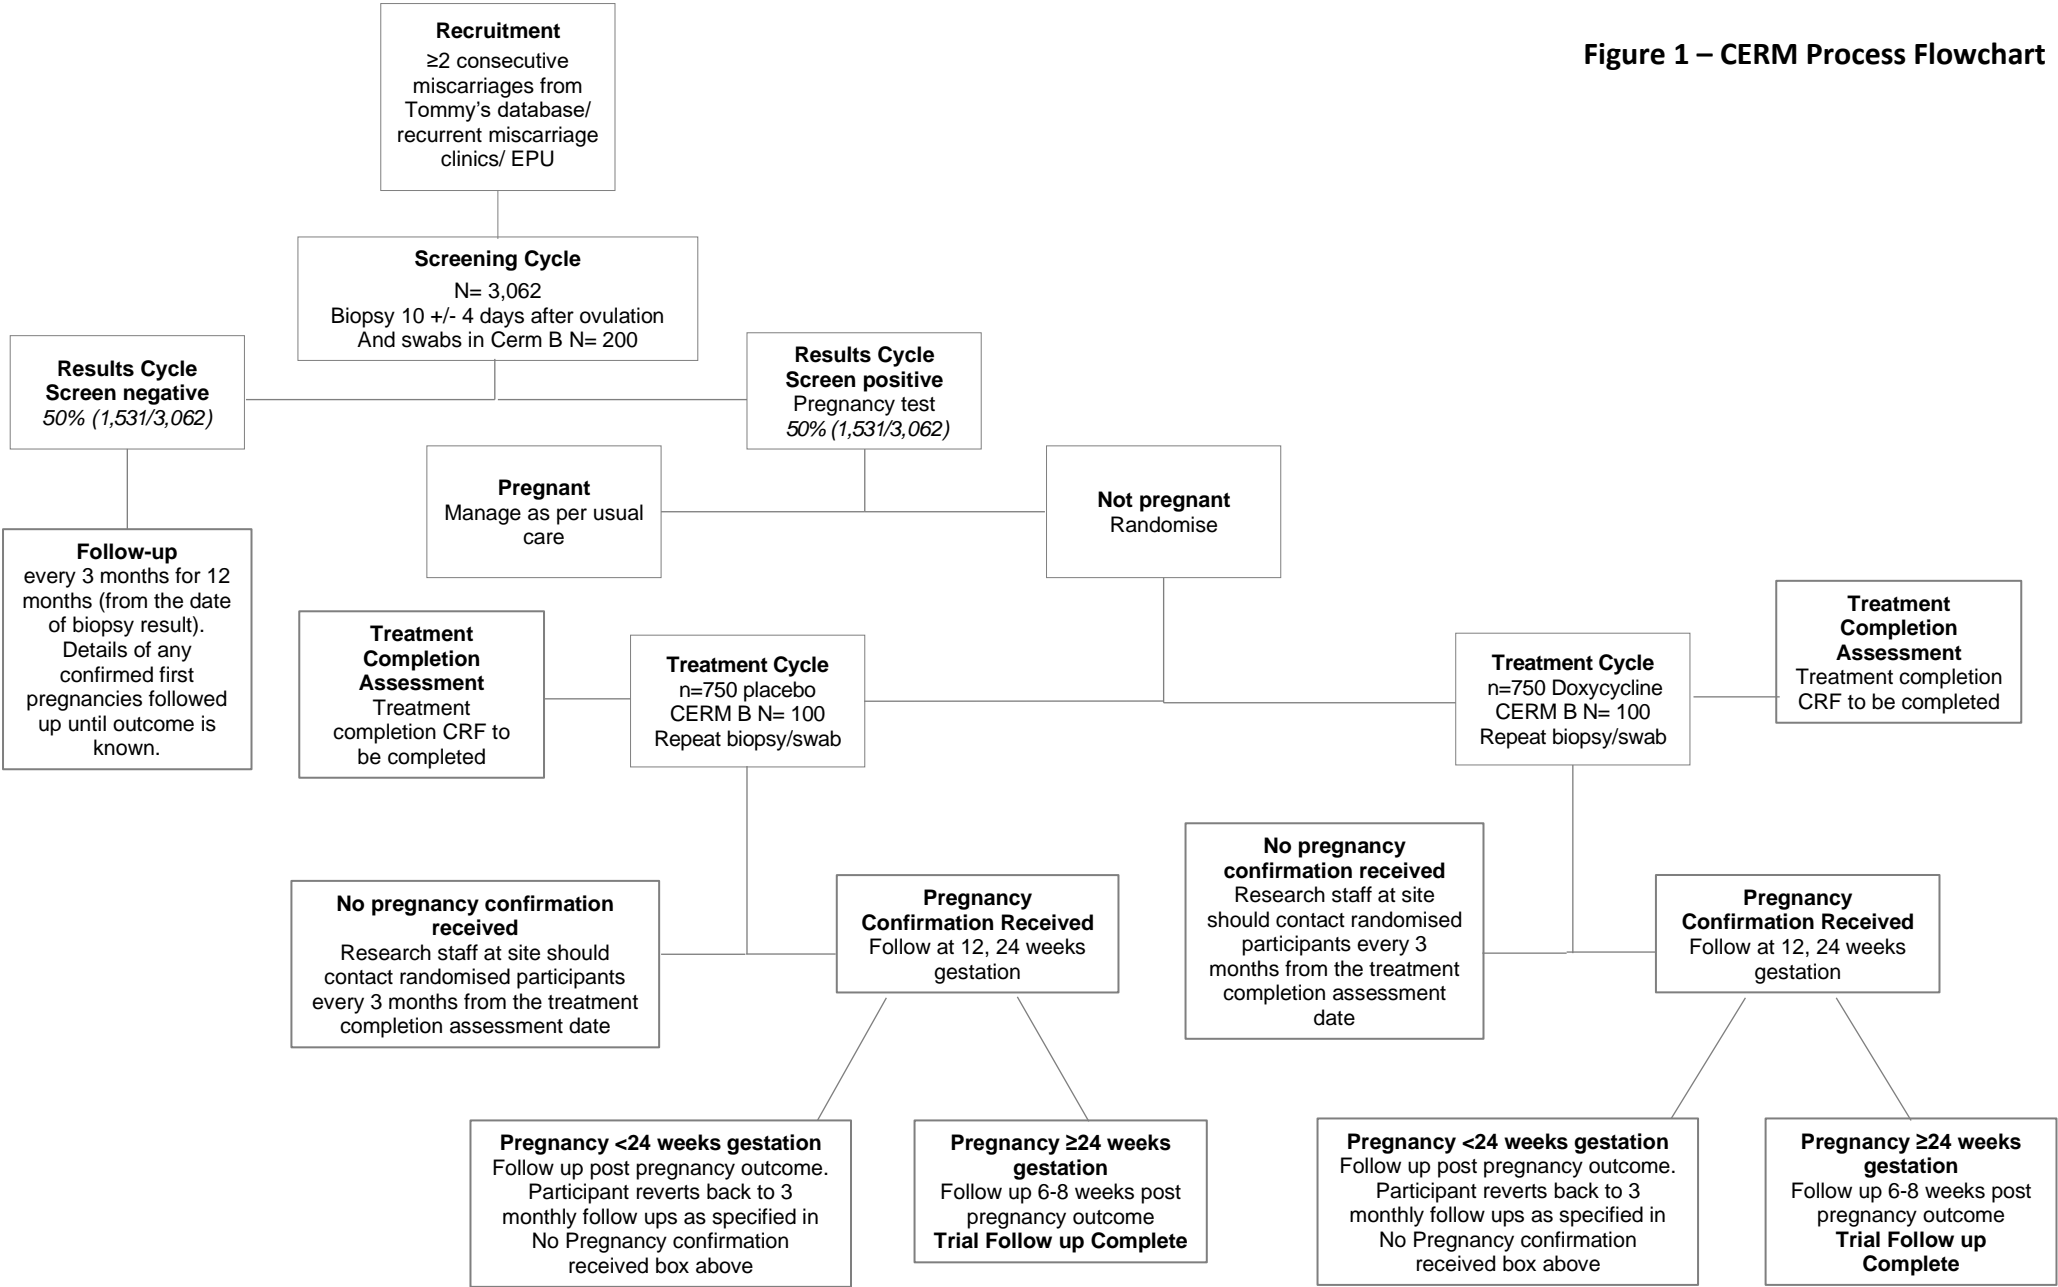 Figure 1 – CERM Process Flowchart
Recruitment
≥2 consecutive
miscarriages from
Tommy's database/
recurrent miscarriage
clinics/ EPU
Screening Cycle
N= 3,062
Biopsy 10 +/- 4 days after ovulation
And swabs in Cerm B N= 200
Results Cycle
Screen negative
50% (1,531/3,062)
Results Cycle
Screen positive
Pregnancy test
50% (1,531/3,062)
Follow-up
every 3 months for 12
months (from the date
of biopsy result).
Details of any
confirmed first
pregnancies followed
up until outcome is
known.
Pregnant
Manage as per usual
care
Not pregnant
Randomise
Treatment
Completion
Assessment
Treatment
completion CRF to
be completed
Treatment Cycle
n=750 placebo
CERM B N= 100
Repeat biopsy/swab
Treatment Cycle
n=750 Doxycycline
CERM B N= 100
Repeat biopsy/swab
Treatment
Completion
Assessment
Treatment completion
CRF to be completed
No pregnancy confirmation
received
Research staff at site should
contact randomised participants
every 3 months from the treatment
completion assessment date
Pregnancy
Confirmation Received
Follow at 12, 24 weeks
gestation
No pregnancy
confirmation received
Research staff at site
should contact randomised
participants every 3
months from the treatment
completion assessment
date
Pregnancy
Confirmation Received
Follow at 12, 24 weeks
gestation
Pregnancy <24 weeks gestation
Follow up post pregnancy outcome.
Participant reverts back to 3
monthly follow ups as specified in
No Pregnancy confirmation
received box above
Pregnancy ≥24 weeks
gestation
Follow up 6-8 weeks post
pregnancy outcome
Trial Follow up Complete
Pregnancy <24 weeks gestation
Follow up post pregnancy outcome.
Participant reverts back to 3
monthly follow ups as specified in
No Pregnancy confirmation
received box above
Pregnancy ≥24 weeks
gestation
Follow up 6-8 weeks post
pregnancy outcome
Trial Follow up
Complete